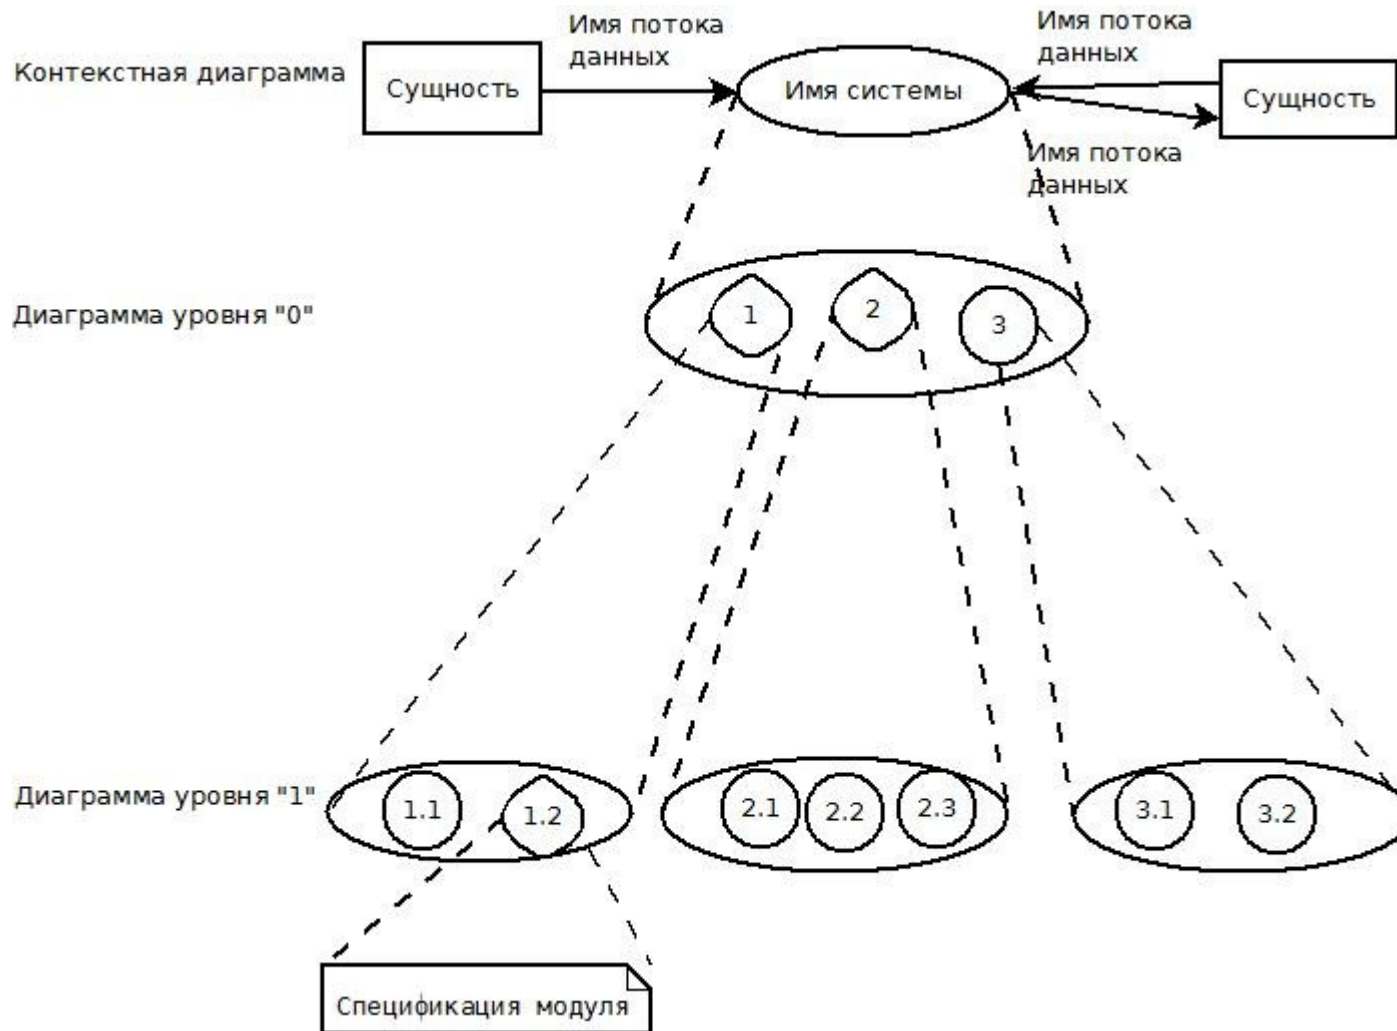 Имя потока
данных
Имя потока
данных
Контекстная диаграмма
Сущность
Имя системы
Сущность
Имя потока
данных
Диаграмма уровня "0"
1
2
3
Диаграмма уровня "1"
1.1
1.2
2.1
2.2
2.3
3.1
3.2
Спецификация модуля